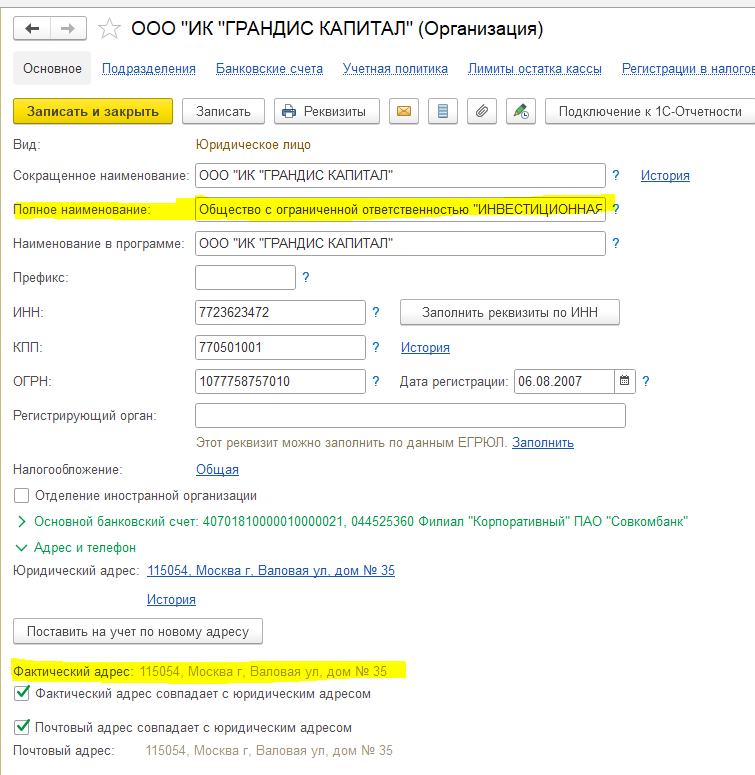 ООО "ИК "ГРАНДИС КАПИТАЛ" (Организация)
Основное Подразделения Банковские счета Учетная политика Лимиты остатка кассы Регистрации в налогов
Записать и закрыть Записать Реквизиты Подключение к 1С-Отчетности
Вид: Юридическое лицо
Сокращенное наименование: ООО "ИК "ГРАНДИС КАПИТАЛ" ? История
Полное наименование: Общество с ограниченной ответственностью "ИНВЕСТИЦИОННАЯ ?
Наименование в программе: ООО "ИК "ГРАНДИС КАПИТАЛ" ?
Префикс: ?
ИНН: 7723623472 ? Заполнить реквизиты по ИНН
КПП: 770501001 ? История
ОГРН: 1077758757010 ? Дата регистрации: 06.08.2007 ?
Регистрирующий орган:
Этот реквизит можно заполнить по данным ЕГРЮЛ. Заполнить
Налогообложение: Общая
Отделение иностранной организации
Основной банковский счет: 40701810000010000021, 044525360 Филиал "Корпоративный" ПАО "Совкомбанк"
Адрес и телефон
Юридический адрес: 115054, Москва г, Валовая ул, дом № 35
История
Поставить на учет по новому адресу
Фактический адрес: 115054, Москва г, Валовая ул, дом № 35
Фактический адрес совпадает с юридическим адресом
Почтовый адрес совпадает с юридическим адресом
Почтовый адрес: 115054, Москва г, Валовая ул, дом № 35